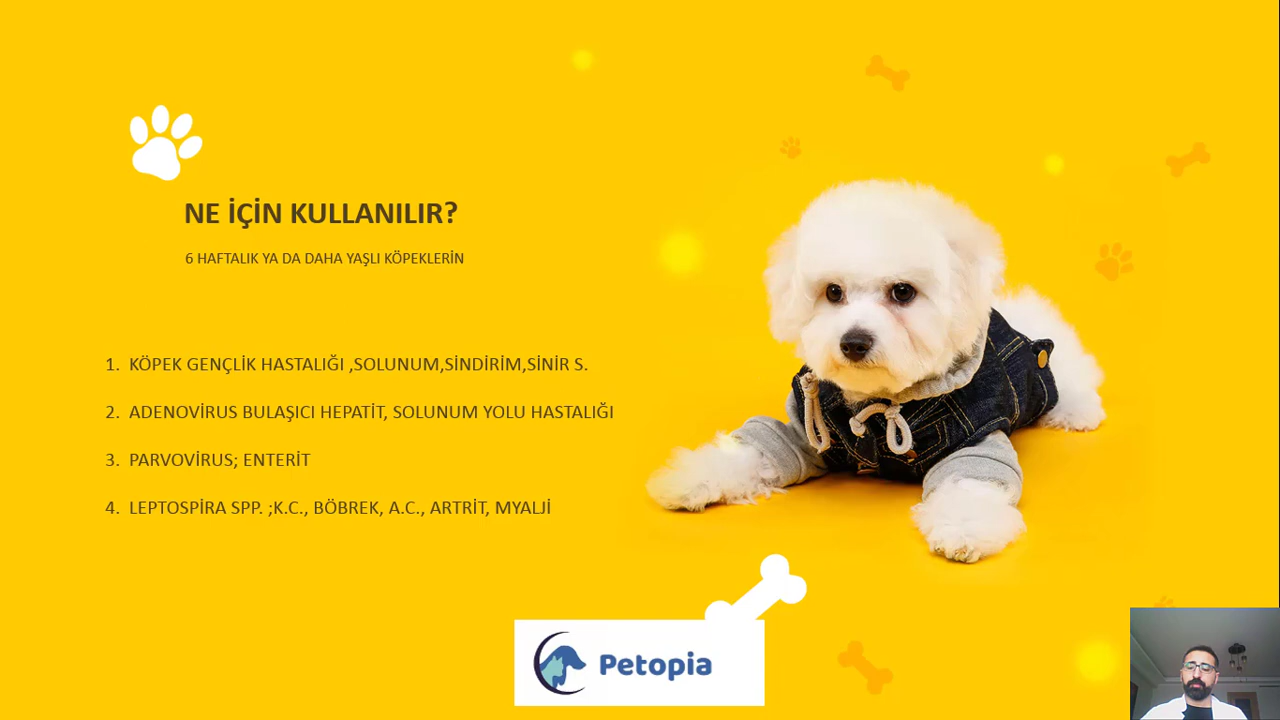 NE İÇİN KULLANILIR?
6 HAFTALIK YA DA DAHA YAŞLI KÖPEKLERİN
1. KÖPEK GENÇLİK HASTALIĞI ,SOLUNUM,SİNDİRİM,SİNİR S.
2. ADENOVİRUS BULAŞICI HEPATİT, SOLUNUM YOLU HASTALIĞI
3. PARVOVİRUS; ENTERİT
4. LEPTOSPİRA SPP. ;K.C., BÖBREK, A.C., ARTRİT, MYALJİ
Petopia